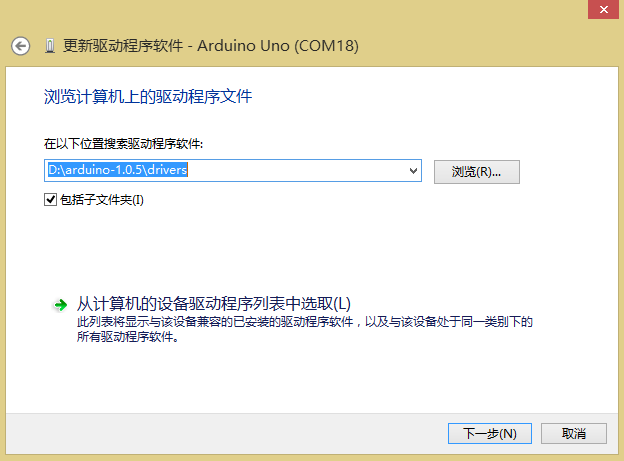 更新驱动程序软件 - Arduino Uno (COM18)
浏览计算机上的驱动程序文件
在以下位置搜索驱动程序软件:
D:\arduino-1.0.5\drivers
浏览(R)...
包括子文件夹(I)
从计算机的设备驱动程序列表中选取(L)
此列表将显示与该设备兼容的已安装的驱动程序软件，以及与该设备处于同一类别下的
所有驱动程序软件。
下一步(N)
取消